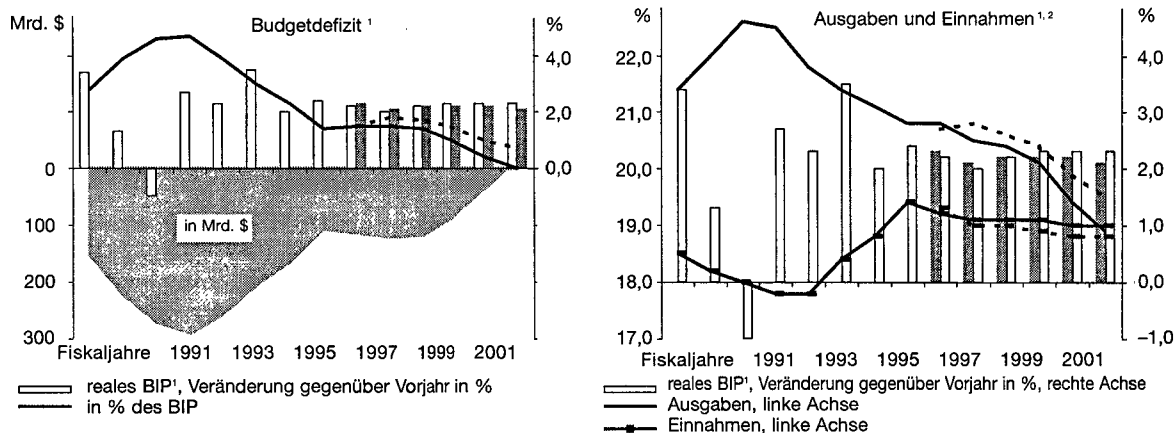 Mrd. $ Budgetdefizit ¹ %
4,0
2,0
0 0,0
in Mrd. $
100
200
300
Fiskaljahre 1991 1993 1995 1997 1999 2001
reales BIP¹, Veränderung gegenüber Vorjahr in %
in % des BIP
% Ausgaben und Einnahmen ¹,² %
22,0 4,0
21,0 3,0
20,0 2,0
19,0 1,0
18,0 0,0
17,0 –1,0
Fiskaljahre 1991 1993 1995 1997 1999 2001
reales BIP¹, Veränderung gegenüber Vorjahr in %, rechte Achse
Ausgaben, linke Achse
Einnahmen, linke Achse